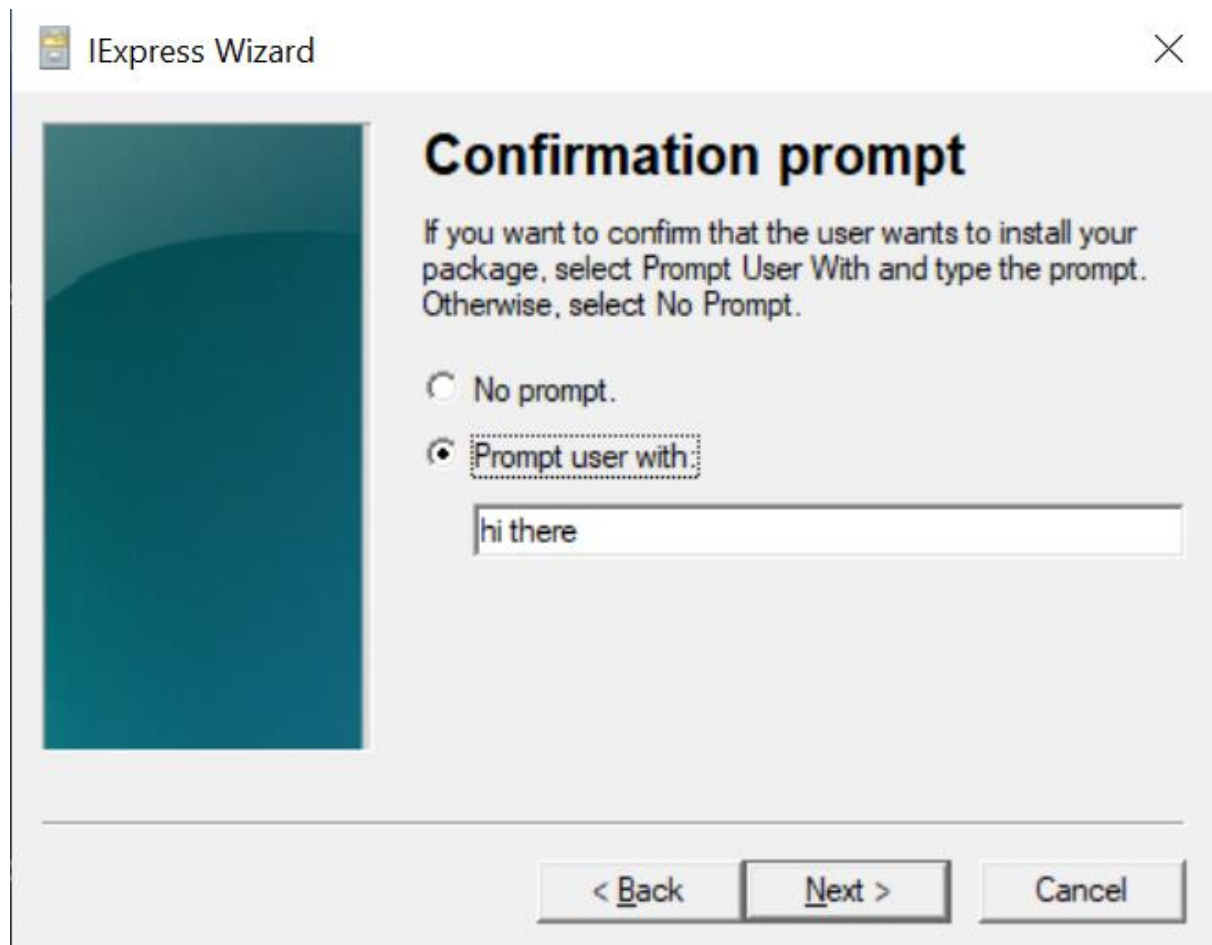 IExpress Wizard
Confirmation prompt
If you want to confirm that the user wants to install your
package, select Prompt User With and type the prompt.
Otherwise, select No Prompt.
No prompt.
Prompt user with:
hi there
< Back
Next >
Cancel